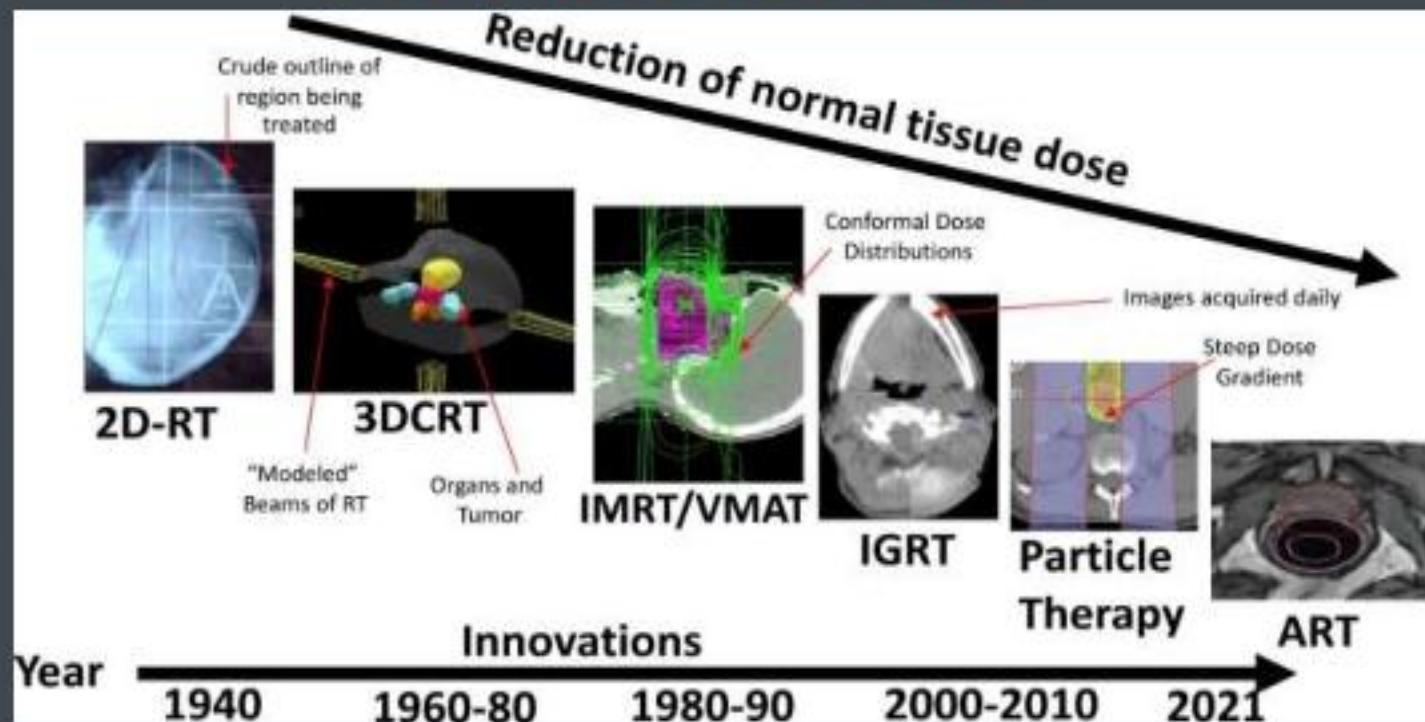 Reduction of normal tissue dose
Crude outline of
region being
treated
A
2D-RT
3DCRT
"Modeled"
Beams of RT
Organs and
Tumor
Conformal Dose
Distributions
IMRT/VMAT
Images acquired daily
IGRT
Steep Dose
Gradient
Particle
Therapy
ART
Innovations
Year
1940
1960-80
1980-90
2000-2010
2021